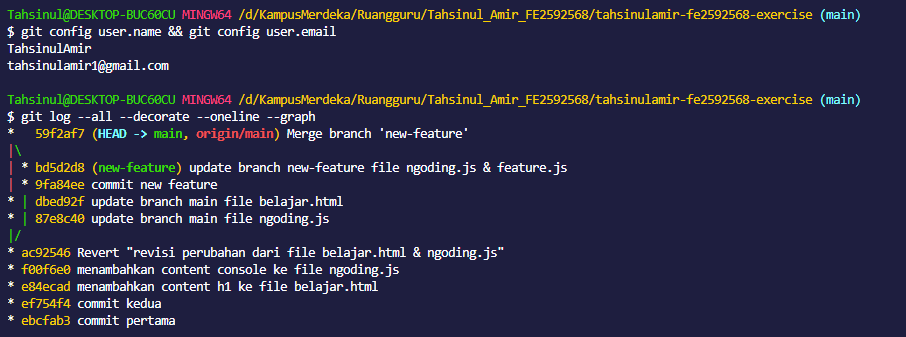 Tahsinul@DESKTOP-BUC60CU MINGW64 /d/KampusMerdeka/Ruangguru/Tahsinul_Amir_FE2592568/tahsinulamir-fe2592568-exercise (main)
$ git config user.name && git config user.email
TahsinulAmir
tahsinulamir1@gmail.com

Tahsinul@DESKTOP-BUC60CU MINGW64 /d/KampusMerdeka/Ruangguru/Tahsinul_Amir_FE2592568/tahsinulamir-fe2592568-exercise (main)
$ git log --all --decorate --oneline --graph
*   59f2af7 (HEAD -> main, origin/main) Merge branch 'new-feature'
|\
| * bd5d2d8 (new-feature) update branch new-feature file ngoding.js & feature.js
| * 9fa84ee commit new feature
* | dbed92f update branch main file belajar.html
* | 87e8c40 update branch main file ngoding.js
|/
* ac92546 Revert "revisi perubahan dari file belajar.html & ngoding.js"
* f00f6e0 menambahkan content console ke file ngoding.js
* e84ecad menambahkan content h1 ke file belajar.html
* ef754f4 commit kedua
* ebcfab3 commit pertama